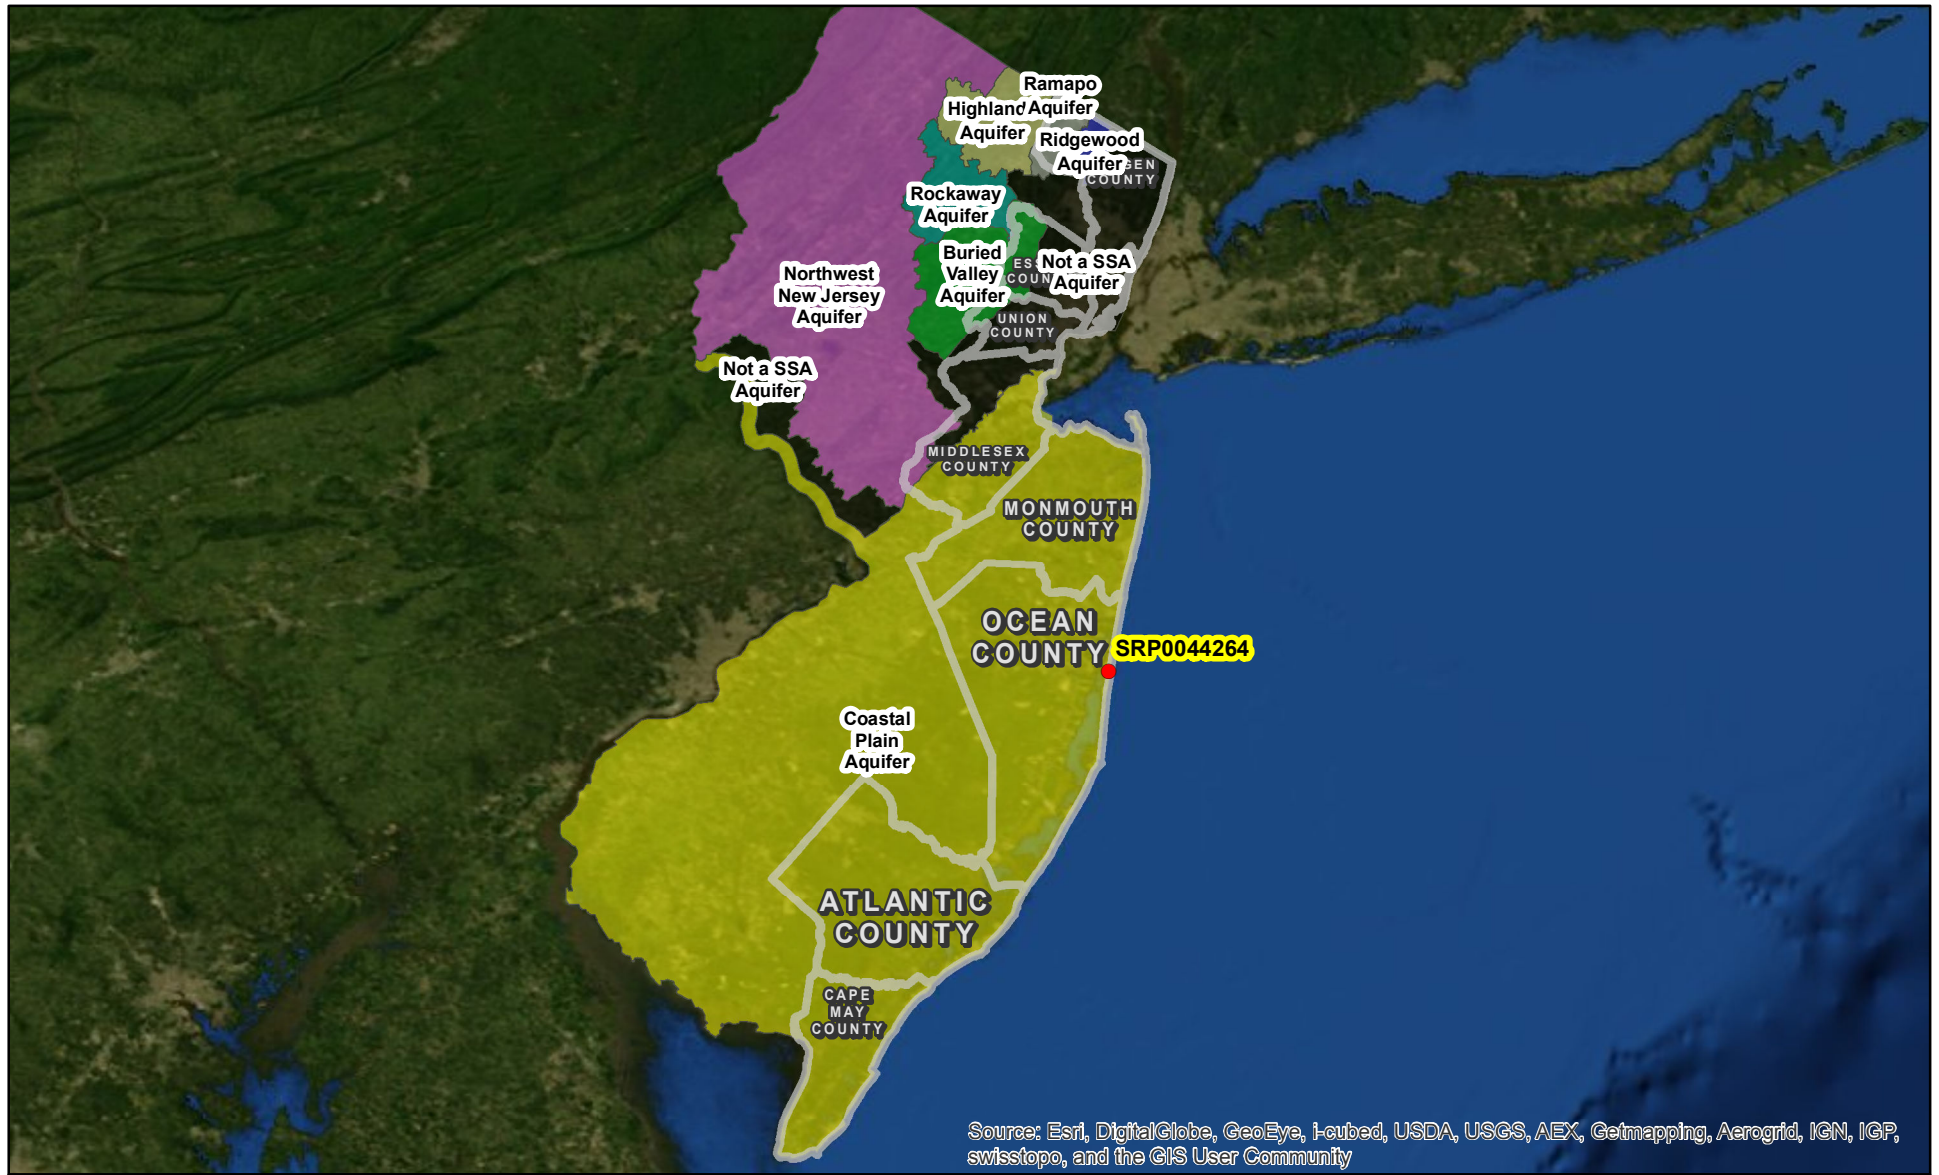 Ramapo
Aquifer
Highland
Aquifer
Ridgewood
Aquifer
COUNTY
Rockaway
Aquifer
Buried
Valley
Aquifer
Not a SSA
Aquifer
Northwest
New Jersey
Aquifer
UNION
COUNTY
Not a SSA
Aquifer
MIDDLESEX
COUNTY
MONMOUTH
COUNTY
OCEAN
COUNTY
SRP0044264
Coastal
Plain
Aquifer
ATLANTIC
COUNTY
CAPE
MAY
COUNTY
Source: Esri, DigitalGlobe, GeoEye, i-cubed, USDA, USGS, AEX, Getmapping, Aerogrid, IGN, IGP,
swisstopo, and the GIS User Community